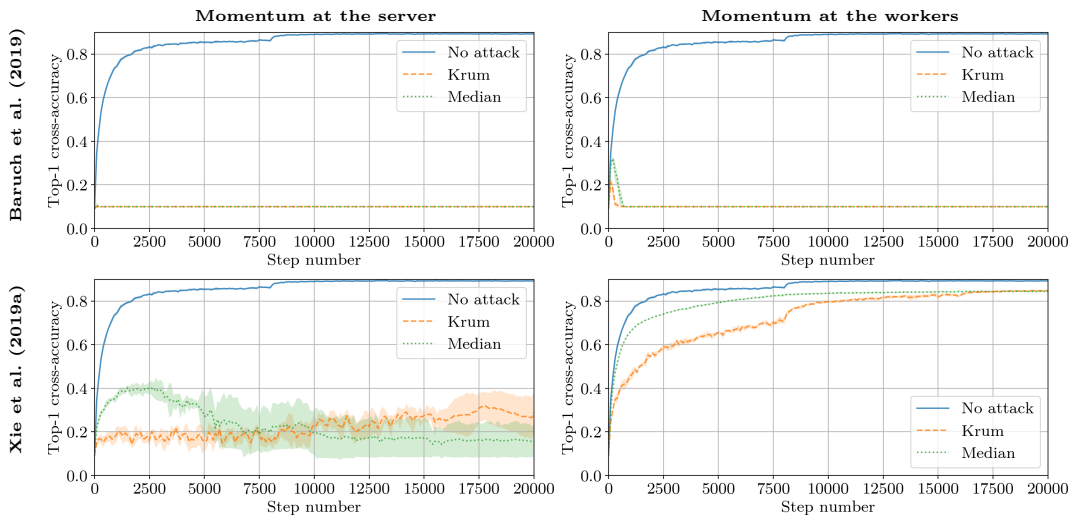 Momentum at the server
Momentum at the workers
Baruch et al. (2019)
Top-1 cross-accuracy
0.8
0.6
0.4
0.2
0.0
No attack
Krum
Median
0 2500 5000 7500 10000 12500 15000 17500 20000
Step number
Top-1 cross-accuracy
0.8
0.6
0.4
0.2
0.0
No attack
Krum
Median
0 2500 5000 7500 10000 12500 15000 17500 20000
Step number
Xie et al. (2019a)
Top-1 cross-accuracy
0.8
0.6
0.4
0.2
0.0
No attack
Krum
Median
0 2500 5000 7500 10000 12500 15000 17500 20000
Step number
Top-1 cross-accuracy
0.8
0.6
0.4
0.2
0.0
No attack
Krum
Median
0 2500 5000 7500 10000 12500 15000 17500 20000
Step number